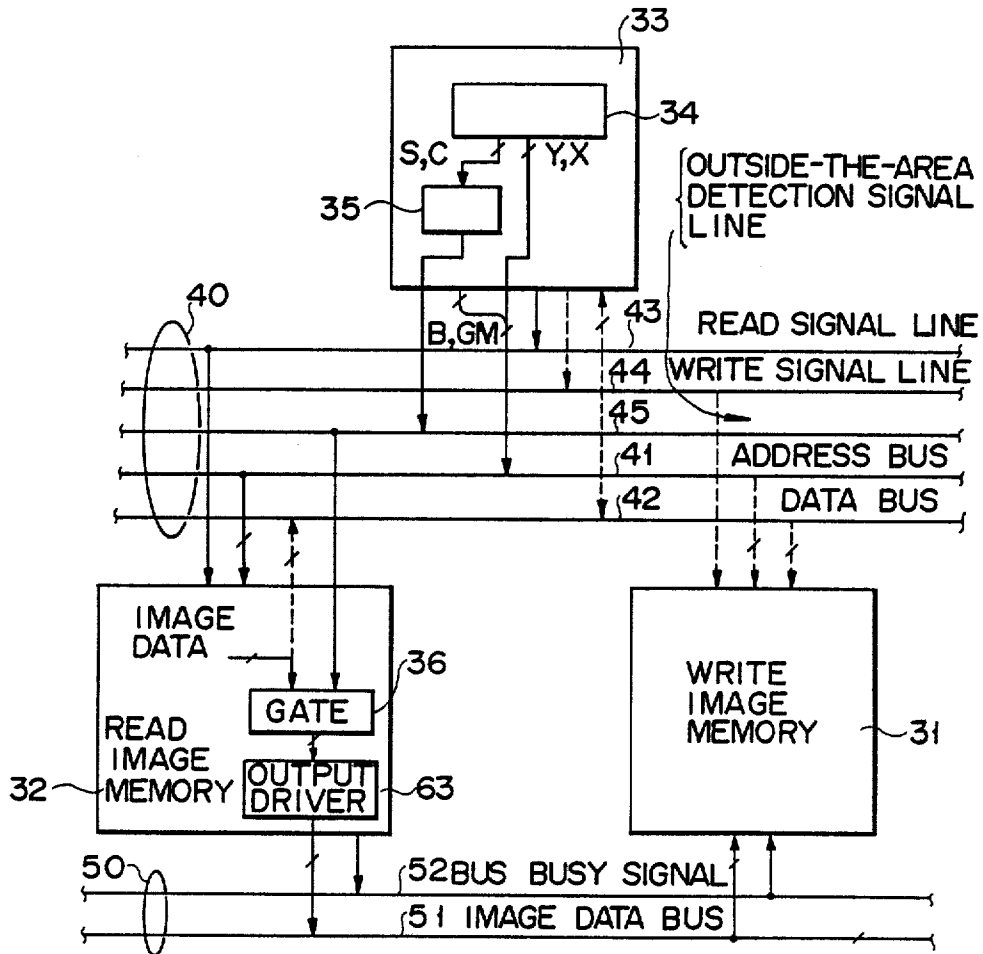 33
34
S,C
Y,X
35
OUTSIDE-THE-AREA
DETECTION SIGNAL
LINE
40
B,GM
43
READ SIGNAL LINE
44
WRITE SIGNAL LINE
45
41
ADDRESS BUS
42
DATA BUS
IMAGE
DATA
36
GATE
READ
IMAGE
MEMORY
32
OUTPUT
DRIVER
63
WRITE
IMAGE
MEMORY
31
50
52 BUS BUSY SIGNAL
51 IMAGE DATA BUS